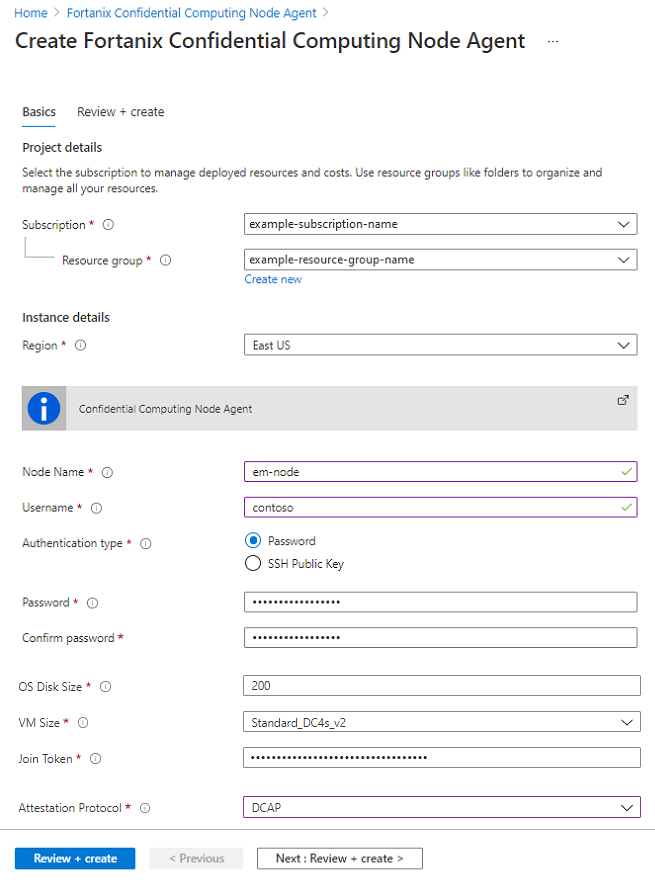 Home > Fortanix Confidential Computing Node Agent >
Create Fortanix Confidential Computing Node Agent ...
Basics Review + create
Project details
Select the subscription to manage deployed resources and costs. Use resource groups like folders to organize and
manage all your resources.
Subscription * example-subscription-name
Resource group * example-resource-group-name
Create new
Instance details
Region * East US
Confidential Computing Node Agent
Node Name * em-node
Username * contoso
Authentication type * Password
SSH Public Key
Password * •••••••••••••••••
Confirm password * •••••••••••••••••
OS Disk Size * 200
VM Size * Standard_DC4s_v2
Join Token * ••••••••••••••••••••••••••••••••••
Attestation Protocol * DCAP
Review + create < Previous Next : Review + create >